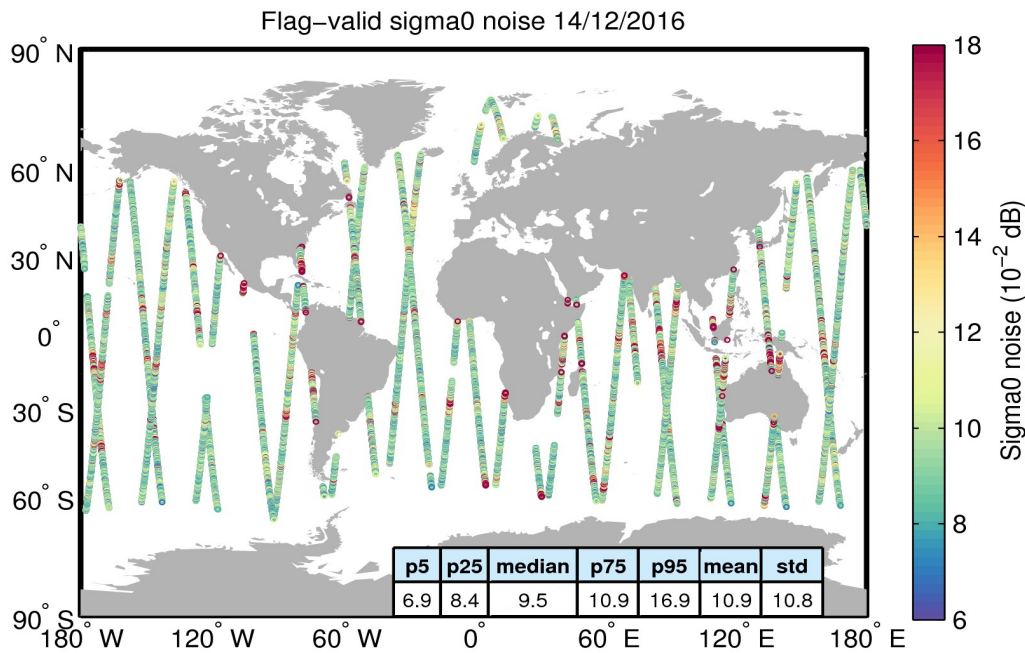 Flag−valid sigma0 noise 14/12/2016
90° N
60° N
30° N
0°
30° S
60° S
90° S
180° W
120° W
60° W
0°
60° E
120° E
180° E
18
16
14
12
10
8
6
Sigma0 noise (10⁻² dB)
p5 p25 median p75 p95 mean std
6.9 8.4 9.5 10.9 16.9 10.9 10.8